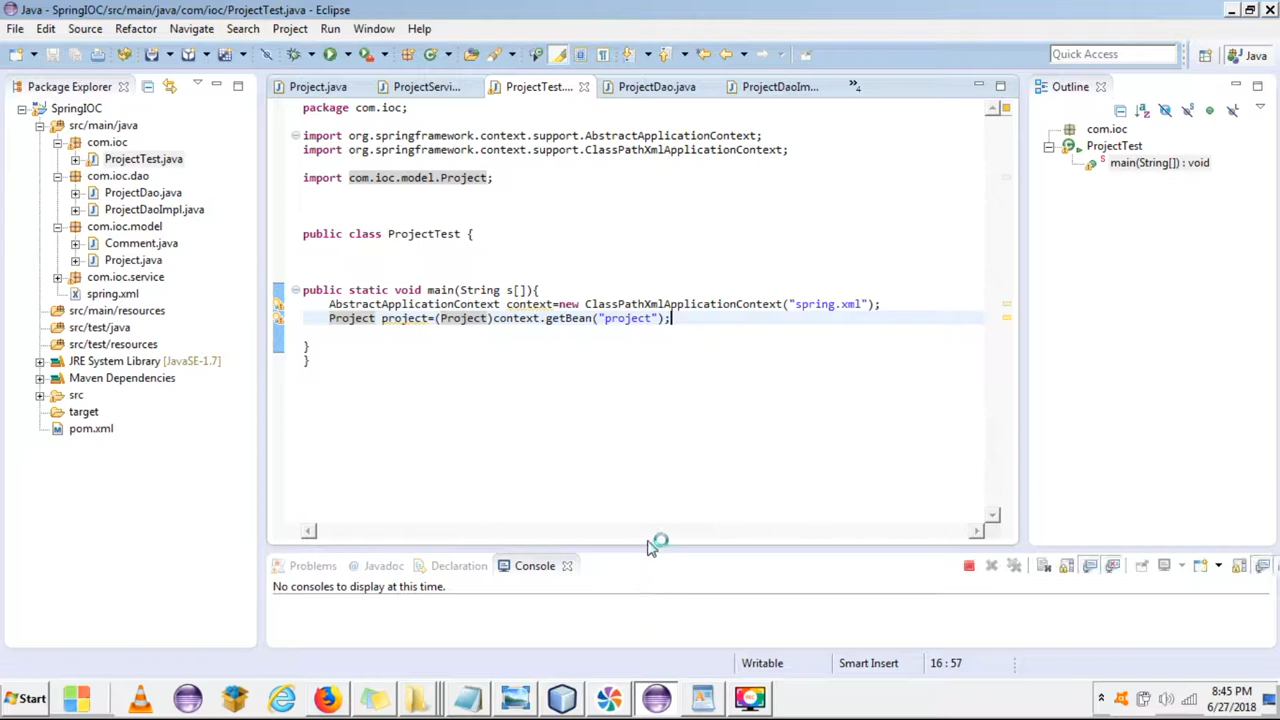 Java - SpringIOC/src/main/java/com/ioc/ProjectTest.java - Eclipse
File Edit Source Refactor Navigate Search Project Run Window Help
Quick Access
Java
Package Explorer
SpringIOC
src/main/java
com.ioc
ProjectTest.java
com.ioc.dao
ProjectDao.java
ProjectDaoImpl.java
com.ioc.model
Comment.java
Project.java
com.ioc.service
spring.xml
src/main/resources
src/test/java
src/test/resources
JRE System Library [JavaSE-1.7]
Maven Dependencies
src
target
pom.xml
Project.java ProjectServi... ProjectTest.... ProjectDao.java ProjectDaoIm... »4
package com.ioc;
import org.springframework.context.support.AbstractApplicationContext;
import org.springframework.context.support.ClassPathXmlApplicationContext;
import com.ioc.model.Project;
public class ProjectTest {
public static void main(String s[]){
AbstractApplicationContext context=new ClassPathXmlApplicationContext("spring.xml");
Project project=(Project)context.getBean("project");
}
}
Outline
com.ioc
ProjectTest
S
main(String[]) : void
Problems Javadoc Declaration Console
No consoles to display at this time.
Writable Smart Insert 16 : 57
Start
REC
8:45 PM
6/27/2018